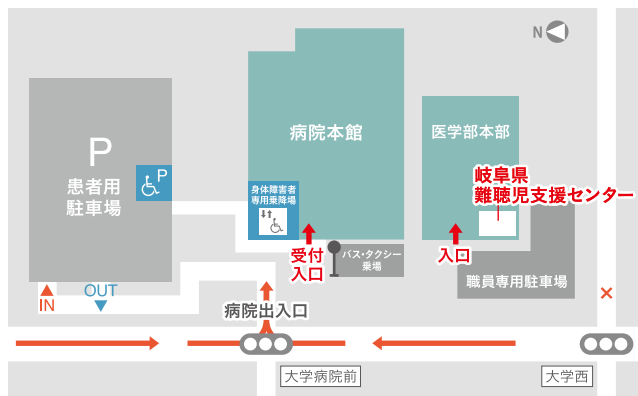 N
病院本館
医学部本部
P
患者用
駐車場
P
身体障害者
専用乗降場
岐阜県
難聴児支援センター
受付
入口
バス・タクシー
乗場
入口
職員専用駐車場
IN
OUT
病院出入口
×
大学病院前
大学西